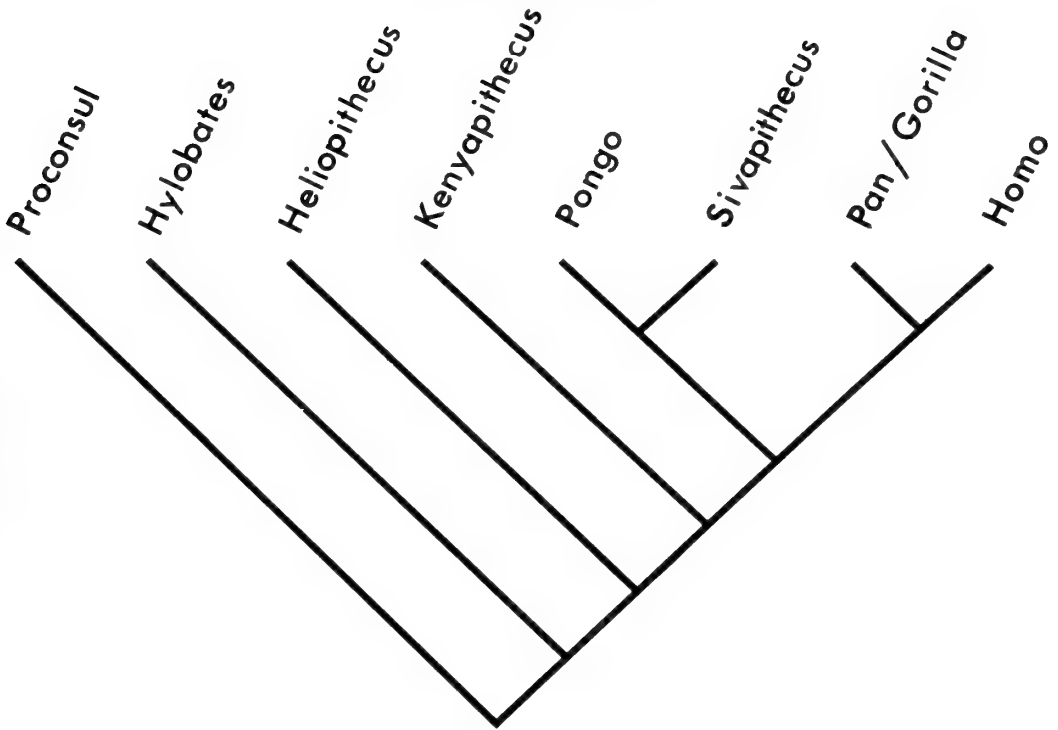 Proconsul
Hylobates
Heliopithecus
Kenyapithecus
Pongo
Sivapithecus
Pan/Gorilla
Homo